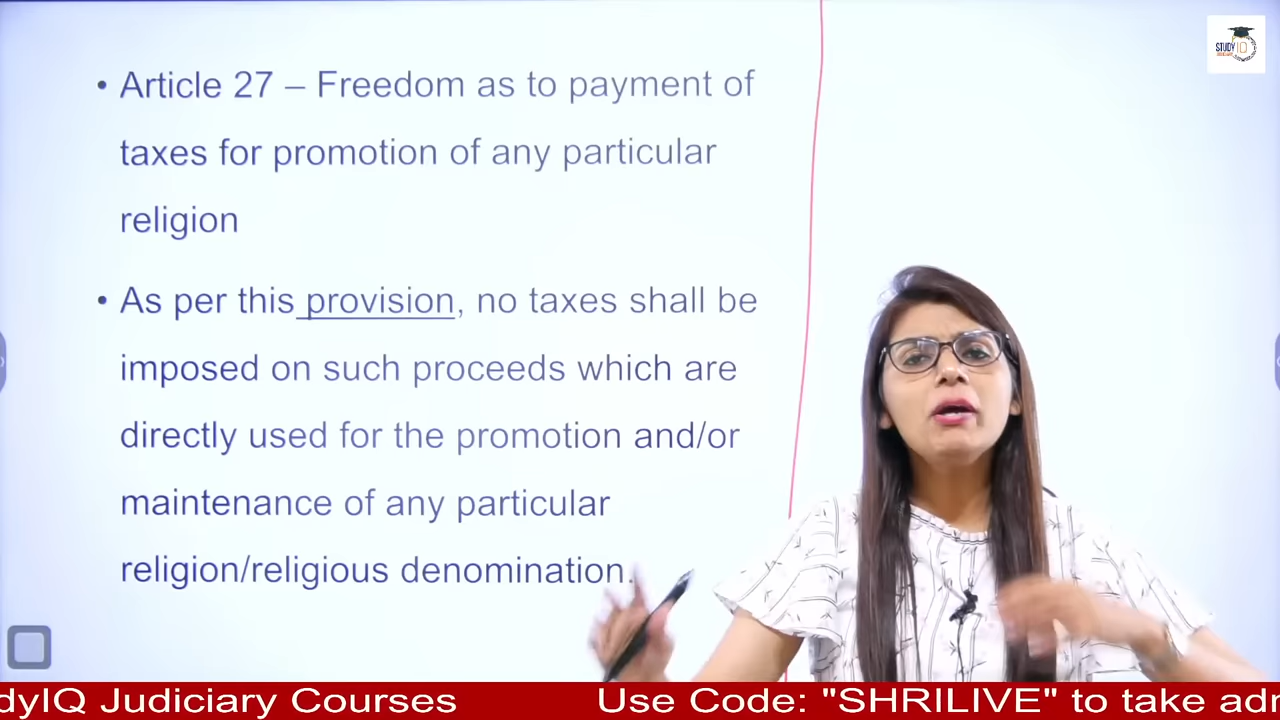 • Article 27 – Freedom as to payment of
taxes for promotion of any particular
religion
• As per this provision, no taxes shall be
imposed on such proceeds which are
directly used for the promotion and/or
maintenance of any particular
religion/religious denomination.
STUDY IQ
dyIQ Judiciary Courses
Use Code: "SHRILIVE" to take adr